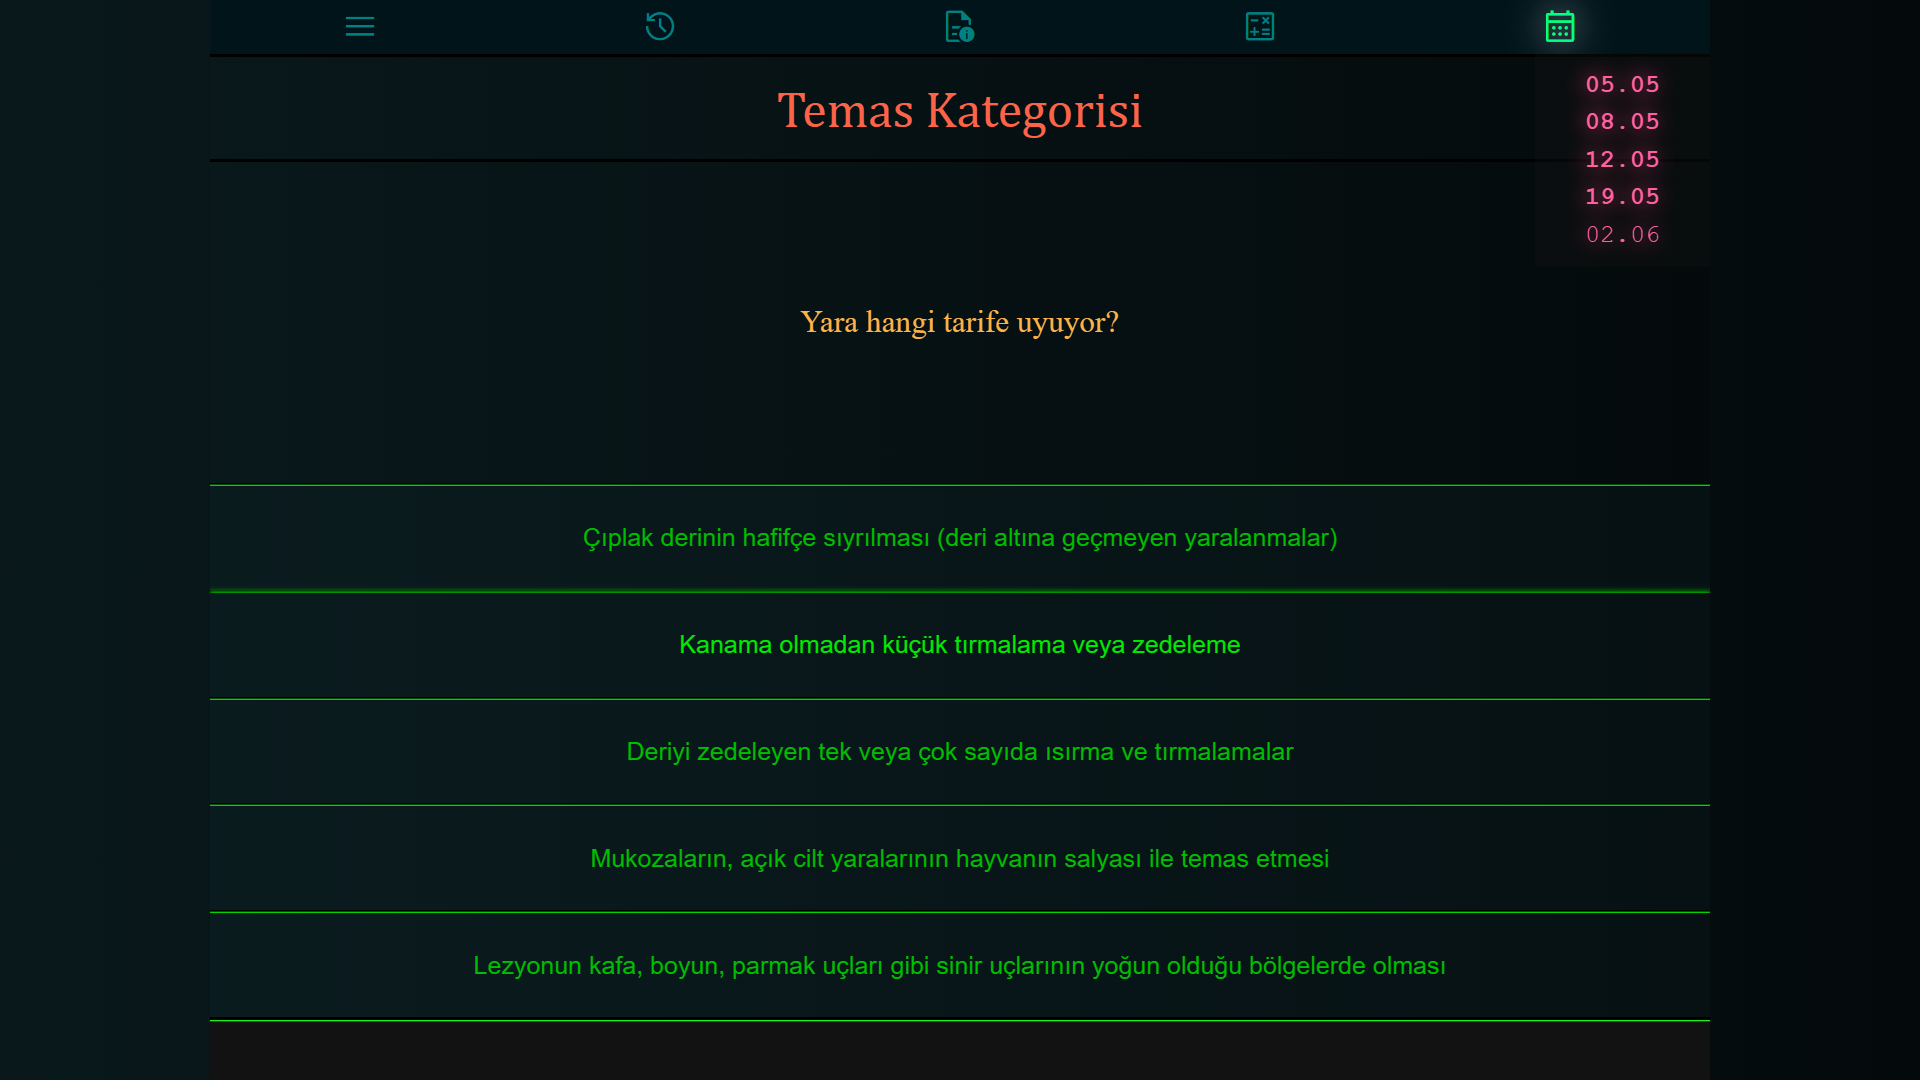 Temas Kategorisi
05.05
08.05
12.05
19.05
02.06
Yara hangi tarife uyuyor?
Çıplak derinin hafifçe sıyrılması (deri altına geçmeyen yaralanmalar)
Kanama olmadan küçük tırmalama veya zedeleme
Deriyi zedeleyen tek veya çok sayıda ısırma ve tırmalamalar
Mukozaların, açık cilt yaralarının hayvanın salyası ile temas etmesi
Lezyonun kafa, boyun, parmak uçları gibi sinir uçlarının yoğun olduğu bölgelerde olması